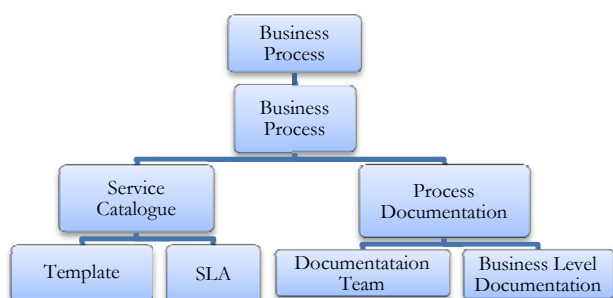 Business
Process
Business
Process
Service
Catalogue
Process
Documentation
Template
SLA
Documentataion
Team
Business Level
Documentation